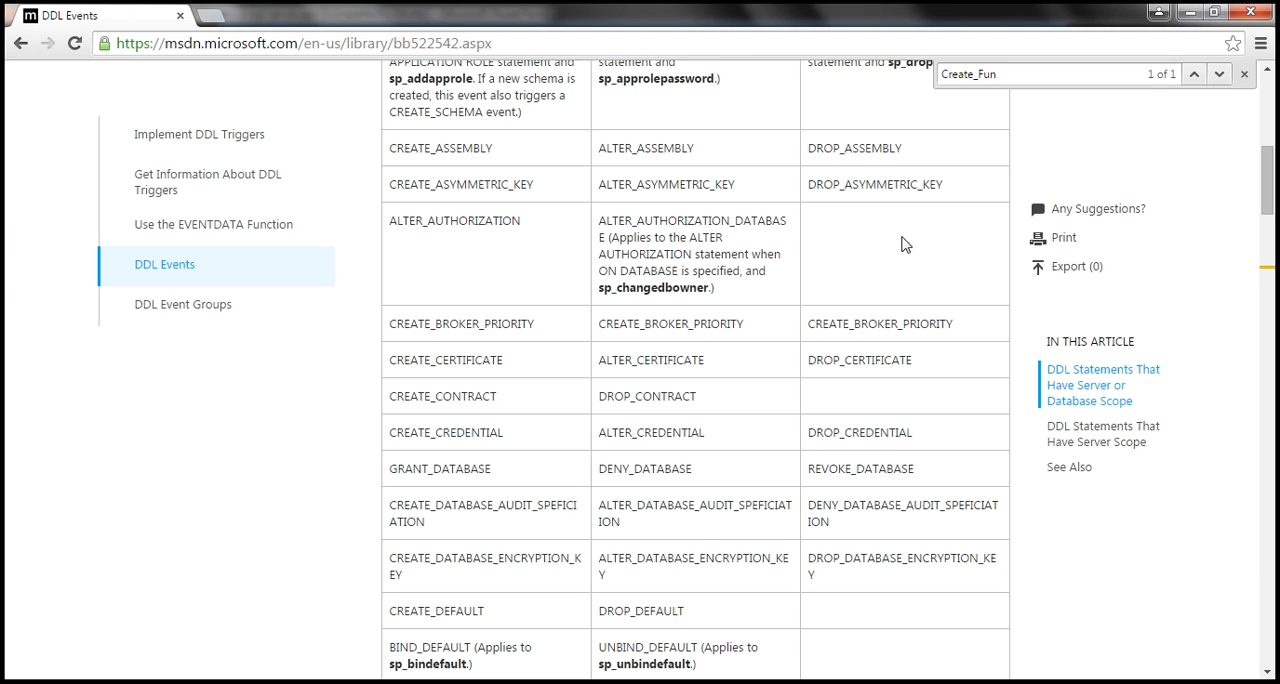 DDL Events
https://msdn.microsoft.com/en-us/library/bb522542.aspx
Create_Fun 1 of 1
Implement DDL Triggers
Get Information About DDL
Triggers
Use the EVENTDATA Function
DDL Events
DDL Event Groups
APPLICATION ROLE statement and
sp_addapprole. If a new schema is
created, this event also triggers a
CREATE_SCHEMA event.)
statement and
sp_approlepassword.)
statement and sp_drop
CREATE_ASSEMBLY ALTER_ASSEMBLY DROP_ASSEMBLY
CREATE_ASYMMETRIC_KEY ALTER_ASYMMETRIC_KEY DROP_ASYMMETRIC_KEY
ALTER_AUTHORIZATION
ALTER_AUTHORIZATION_DATABAS
E (Applies to the ALTER
AUTHORIZATION statement when
ON DATABASE is specified, and
sp_changedbowner.)
CREATE_BROKER_PRIORITY CREATE_BROKER_PRIORITY CREATE_BROKER_PRIORITY
CREATE_CERTIFICATE ALTER_CERTIFICATE DROP_CERTIFICATE
CREATE_CONTRACT DROP_CONTRACT
CREATE_CREDENTIAL ALTER_CREDENTIAL DROP_CREDENTIAL
GRANT_DATABASE DENY_DATABASE REVOKE_DATABASE
CREATE_DATABASE_AUDIT_SPEFICI
ATION
ALTER_DATABASE_AUDIT_SPEFICIAT
ION
DENY_DATABASE_AUDIT_SPEFICIAT
ION
CREATE_DATABASE_ENCRYPTION_K
EY
ALTER_DATABASE_ENCRYPTION_KE
Y
DROP_DATABASE_ENCRYPTION_KE
Y
CREATE_DEFAULT DROP_DEFAULT
BIND_DEFAULT (Applies to
sp_bindefault.)
UNBIND_DEFAULT (Applies to
sp_unbindefault.)
Any Suggestions?
Print
Export (0)
IN THIS ARTICLE
DDL Statements That
Have Server or
Database Scope
DDL Statements That
Have Server Scope
See Also